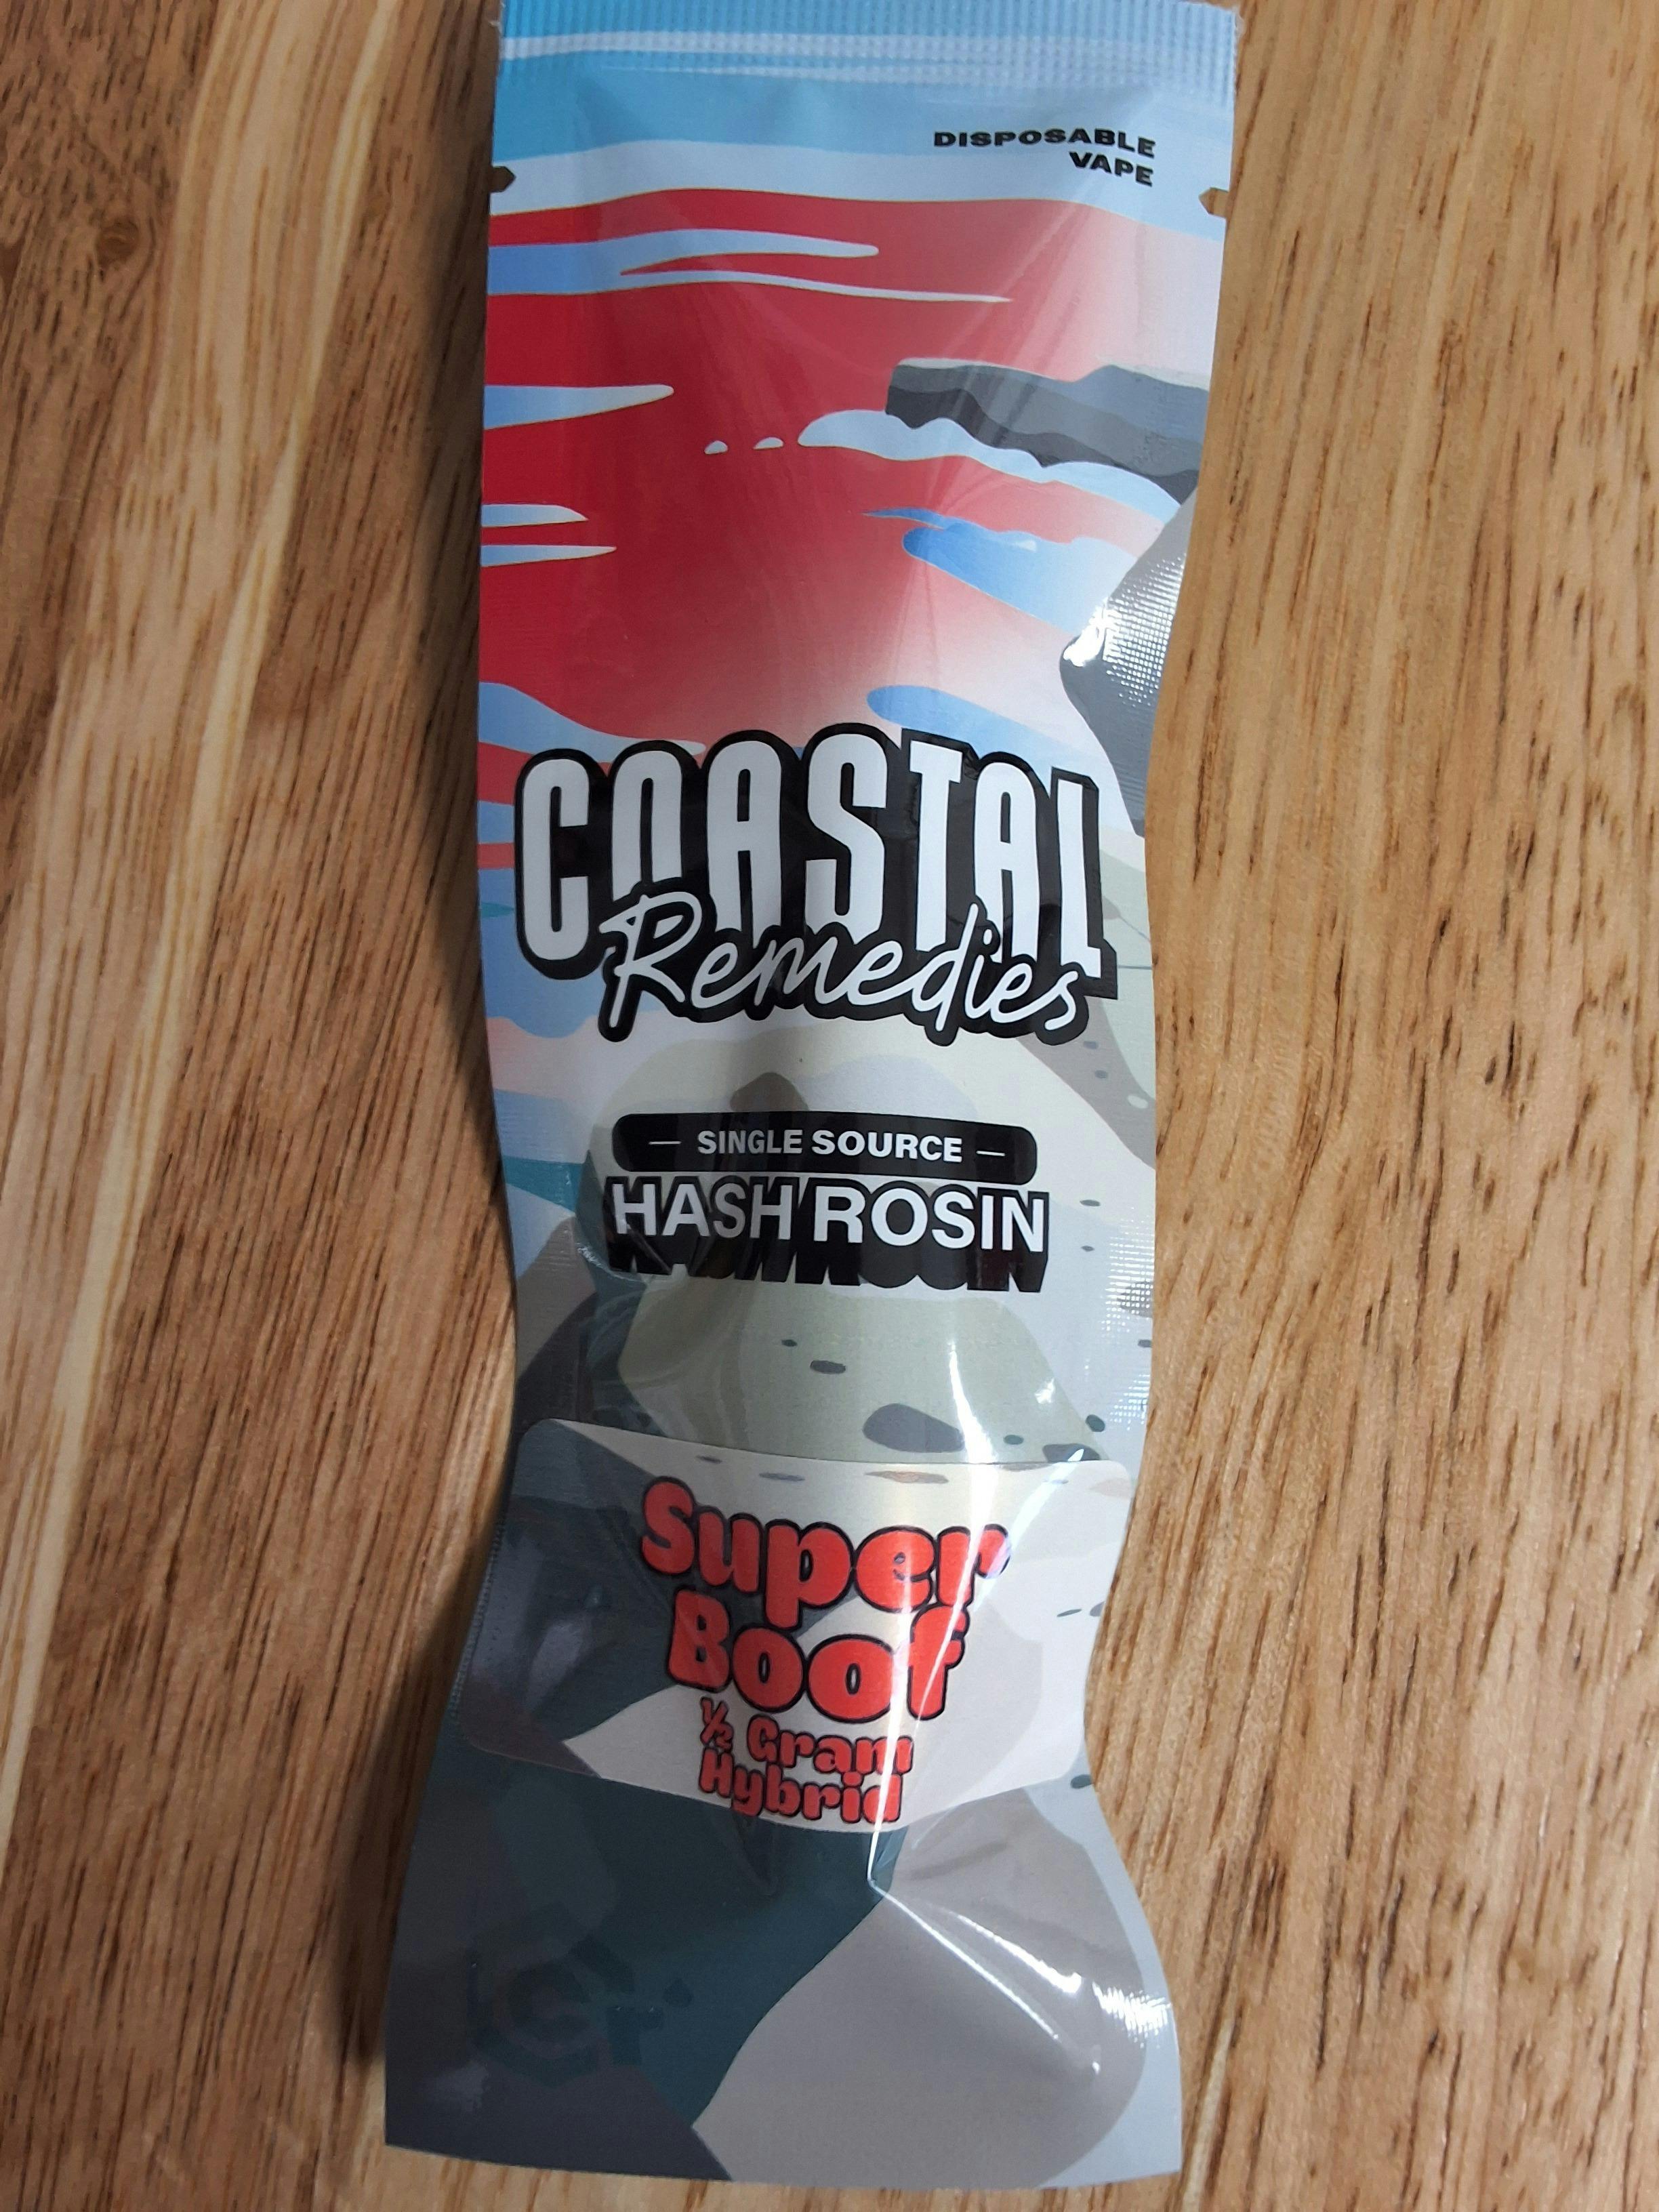 DISPOSABLE
VAPE
COASTAL
Remedies
— SINGLE SOURCE —
HASH ROSIN
Super
Boof
½ Gram
Hybrid